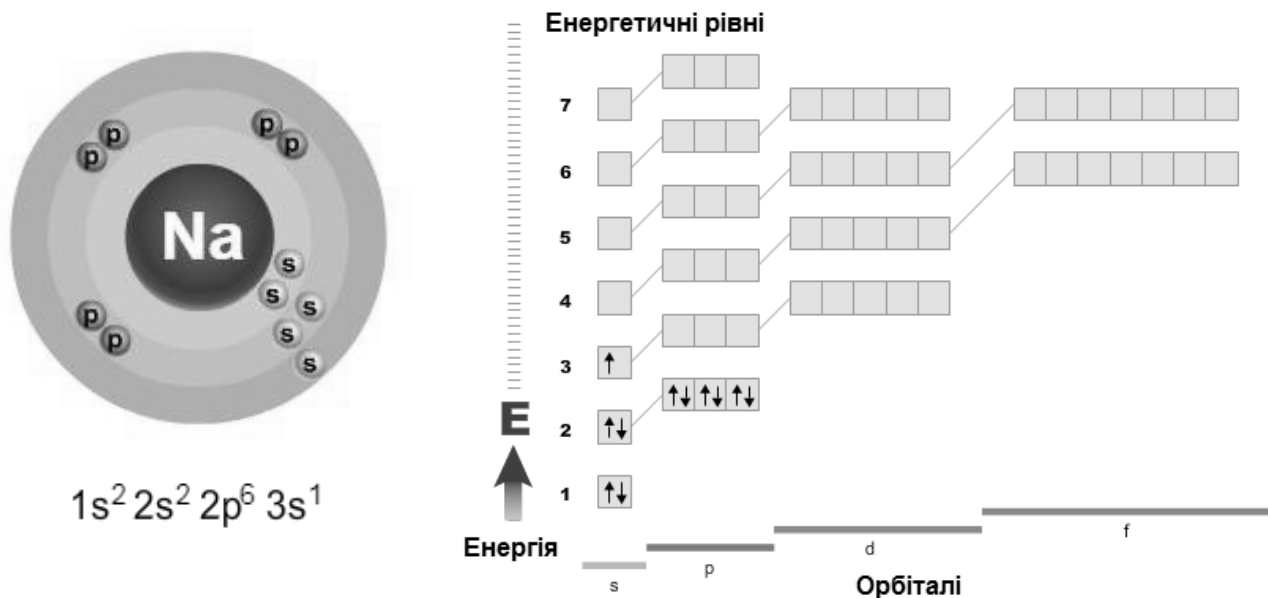 Na
p
p
p
p
p
p
s
s
s
s
s
1s² 2s² 2p⁶ 3s¹
Енергетичні рівні
7
6
5
4
3
2
1
E
Енергія
s
p
d
f
Орбіталі